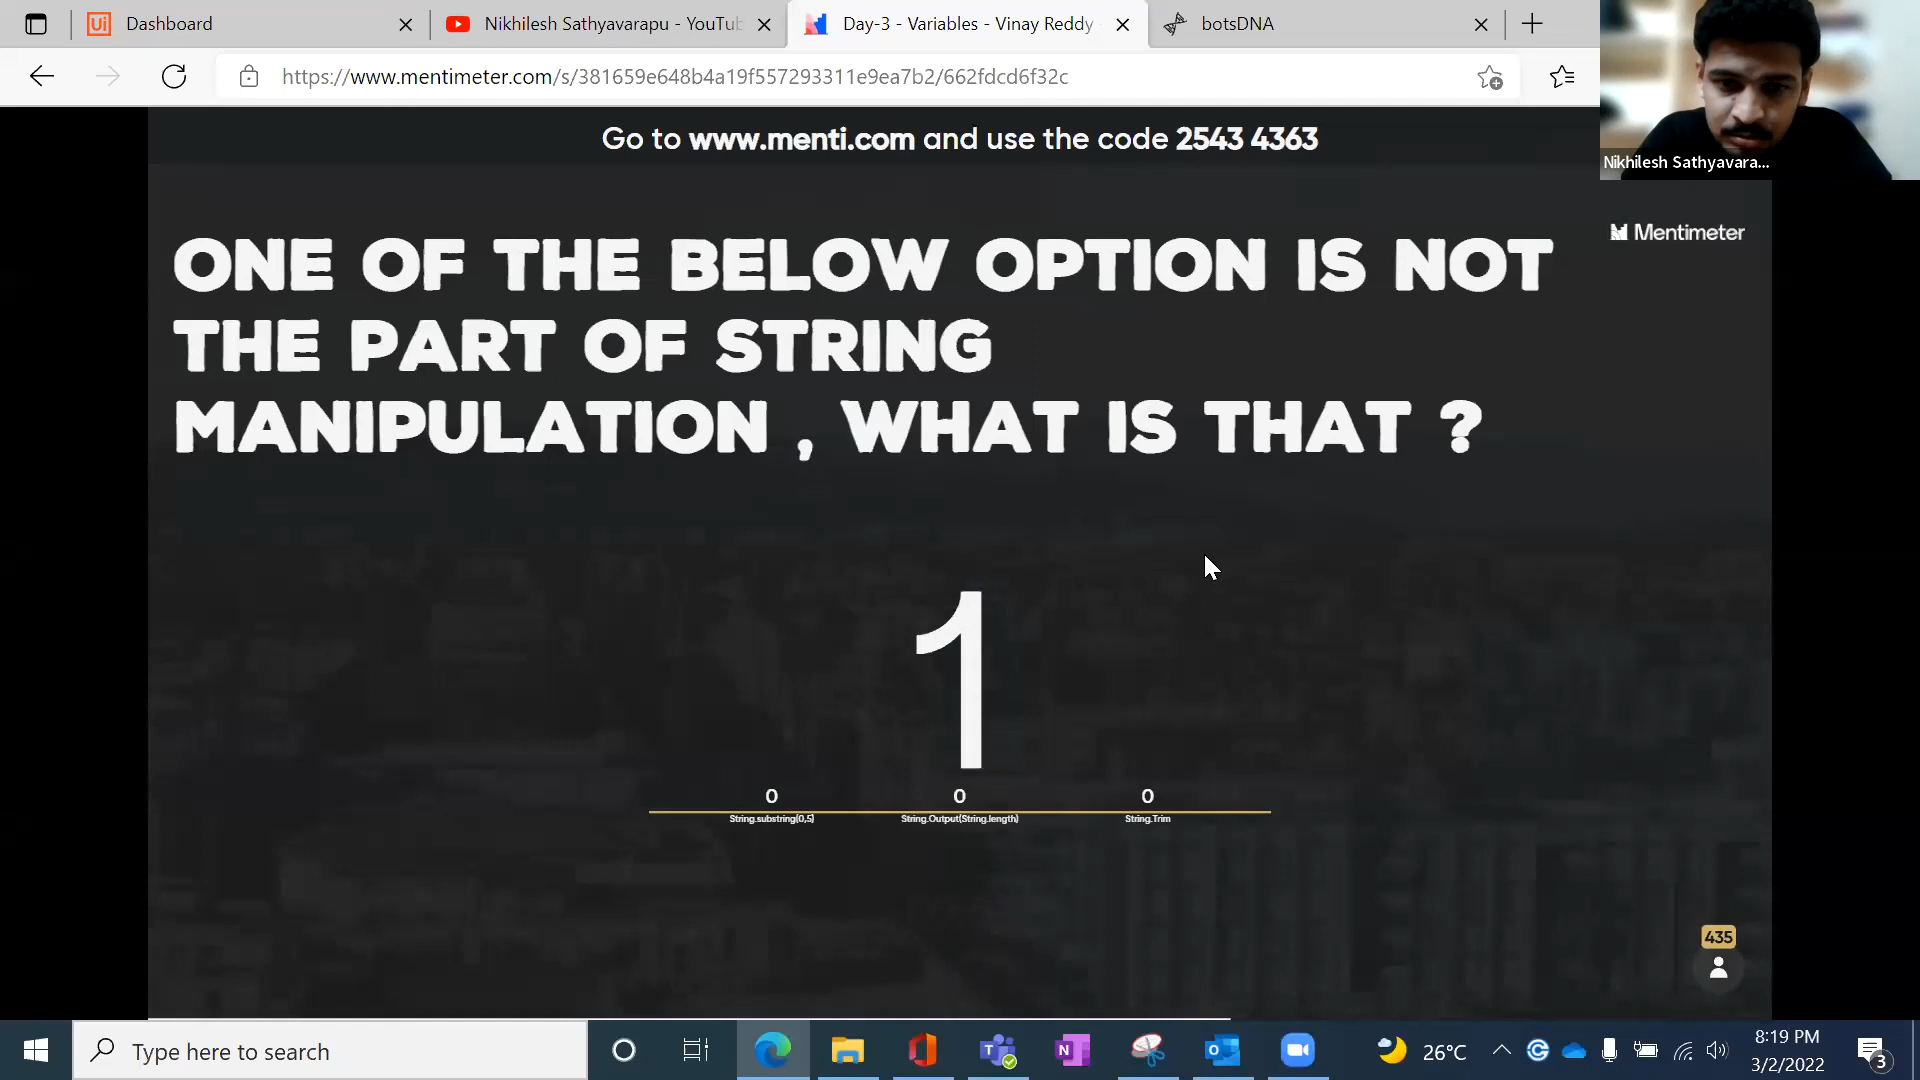 Dashboard
Nikhilesh Sathyavarapu - YouTub
Day-3 - Variables - Vinay Reddy
botsDNA
https://www.mentimeter.com/s/381659e648b4a19f557293311e9ea7b2/662fdcd6f32c
Nikhilesh Sathyavara...
Go to www.menti.com and use the code 2543 4363
Mentimeter
ONE OF THE BELOW OPTION IS NOT
THE PART OF STRING
MANIPULATION , WHAT IS THAT ?
1
0 0 0
String.substring(0,5) String.Output(String.length) String.Trim
435
Type here to search
26°C
8:19 PM
3/2/2022
3